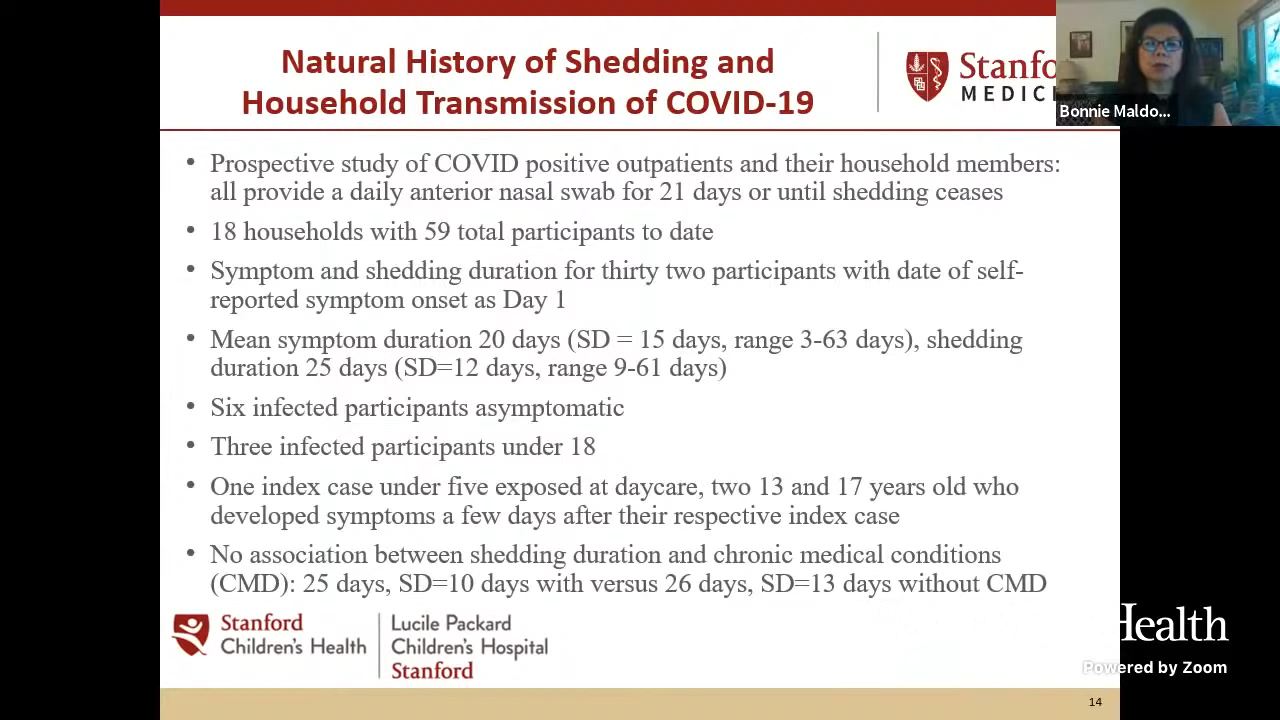 Natural History of Shedding and
Household Transmission of COVID-19
Stanfo
MEDICI
Bonnie Maldo...
• Prospective study of COVID positive outpatients and their household members:
all provide a daily anterior nasal swab for 21 days or until shedding ceases
• 18 households with 59 total participants to date
• Symptom and shedding duration for thirty two participants with date of self-
reported symptom onset as Day 1
• Mean symptom duration 20 days (SD = 15 days, range 3-63 days), shedding
duration 25 days (SD=12 days, range 9-61 days)
• Six infected participants asymptomatic
• Three infected participants under 18
• One index case under five exposed at daycare, two 13 and 17 years old who
developed symptoms a few days after their respective index case
• No association between shedding duration and chronic medical conditions
(CMD): 25 days, SD=10 days with versus 26 days, SD=13 days without CMD
Stanford
Children's Health
Lucile Packard
Children's Hospital
Stanford
Health
Powered by Zoom
14